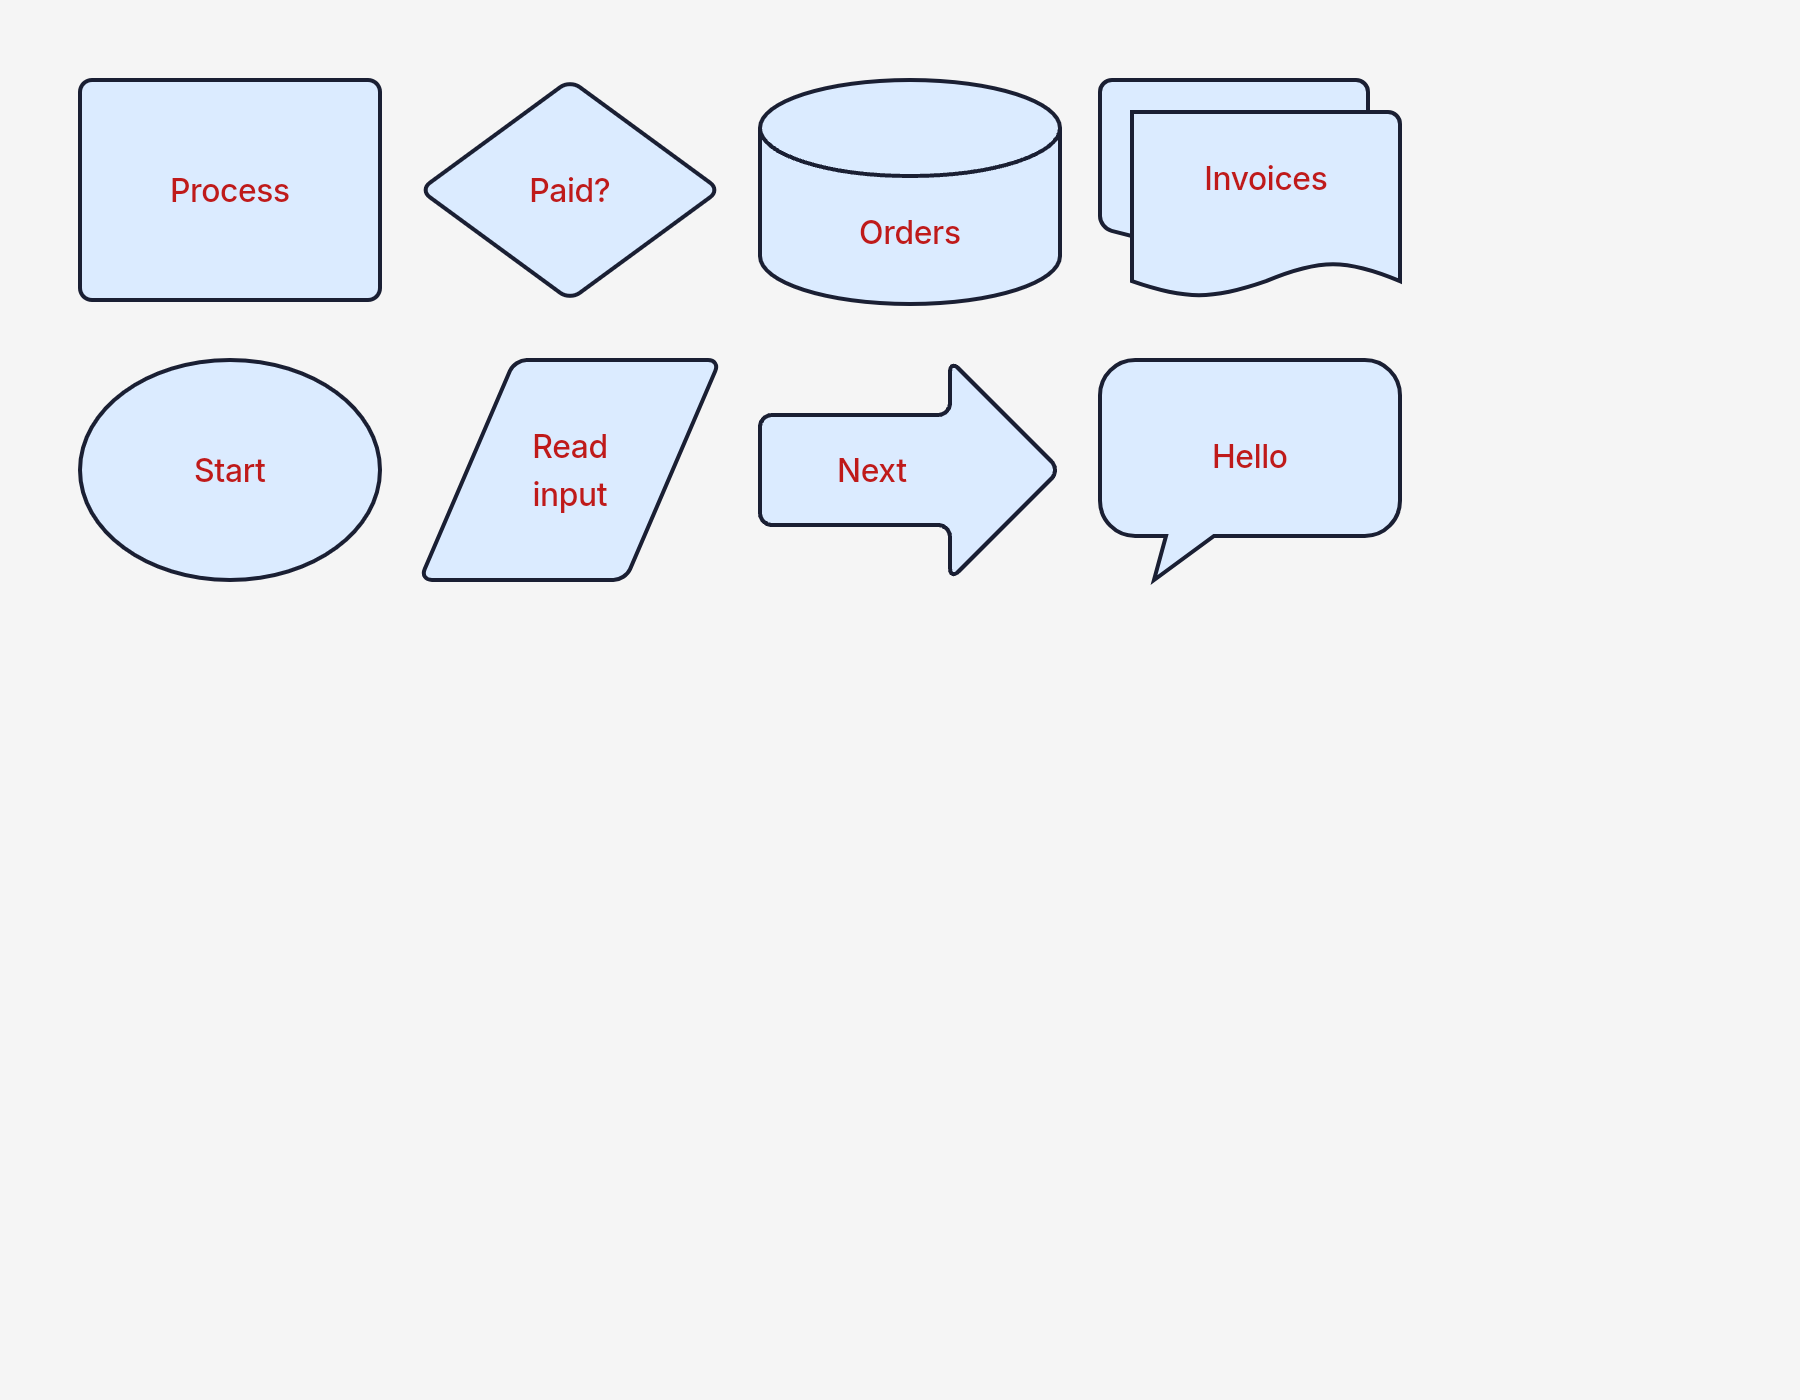 Process
Paid?
Orders
Invoices
Start
Read
input
Next
Hello